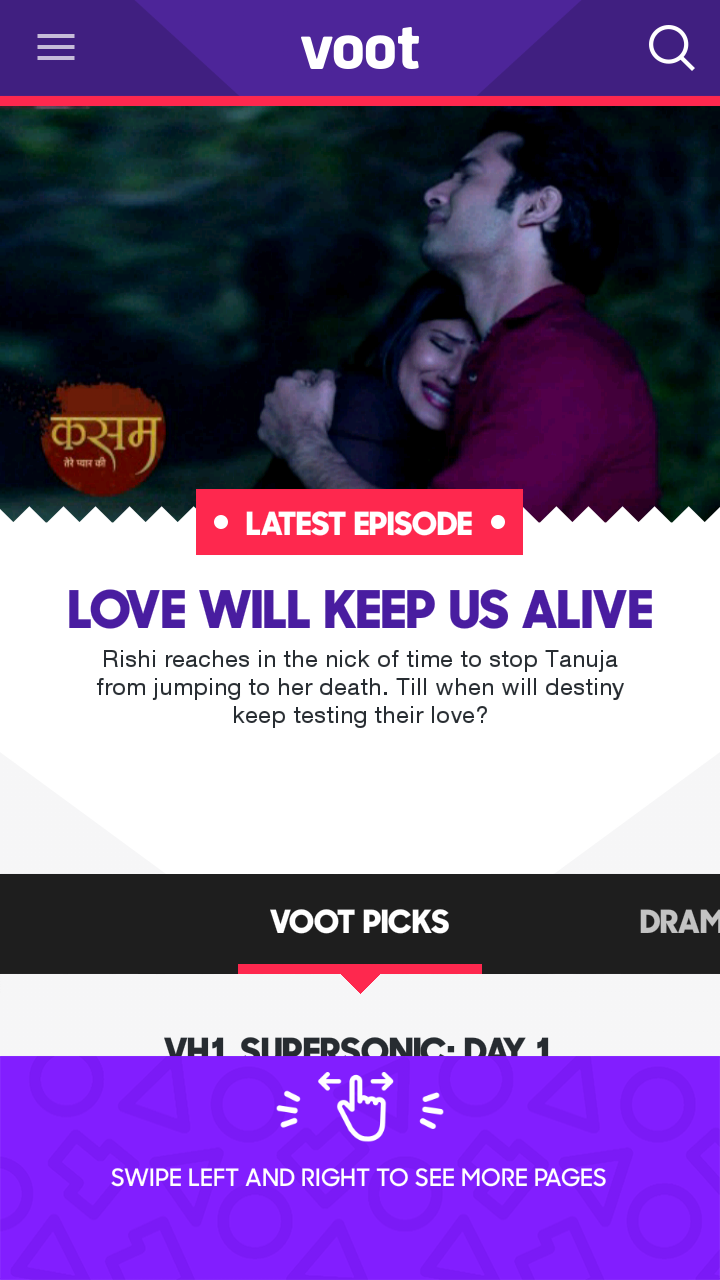 voot
कसम
तेरे प्यार की
LATEST EPISODE
LOVE WILL KEEP US ALIVE
Rishi reaches in the nick of time to stop Tanuja
from jumping to her death. Till when will destiny
keep testing their love?
VOOT PICKS
DRAM
VH1 SUPERSONIC: DAY 1
SWIPE LEFT AND RIGHT TO SEE MORE PAGES